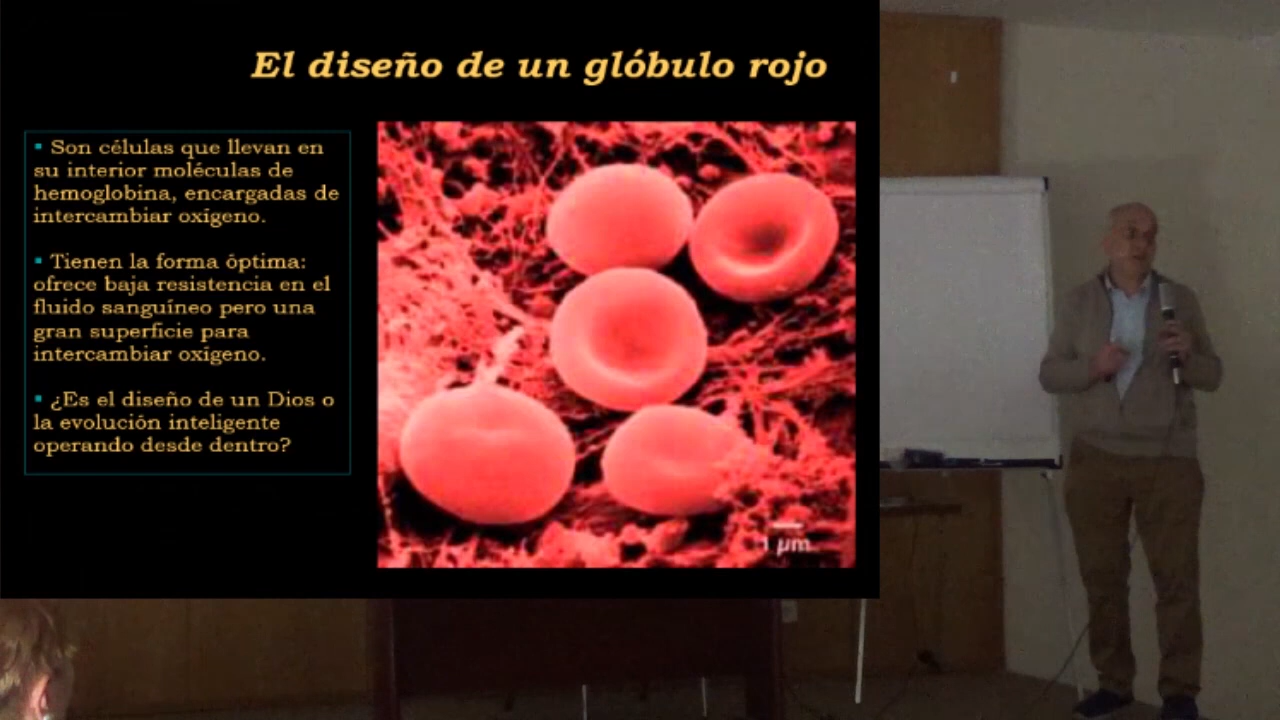 El diseño de un glóbulo rojo
▪ Son células que llevan en
su interior moléculas de
hemoglobina, encargadas de
intercambiar oxígeno.
▪ Tienen la forma óptima:
ofrece baja resistencia en el
fluido sanguíneo pero una
gran superficie para
intercambiar oxígeno.
▪ ¿Es el diseño de un Dios o
la evolución inteligente
operando desde dentro?
1 µm